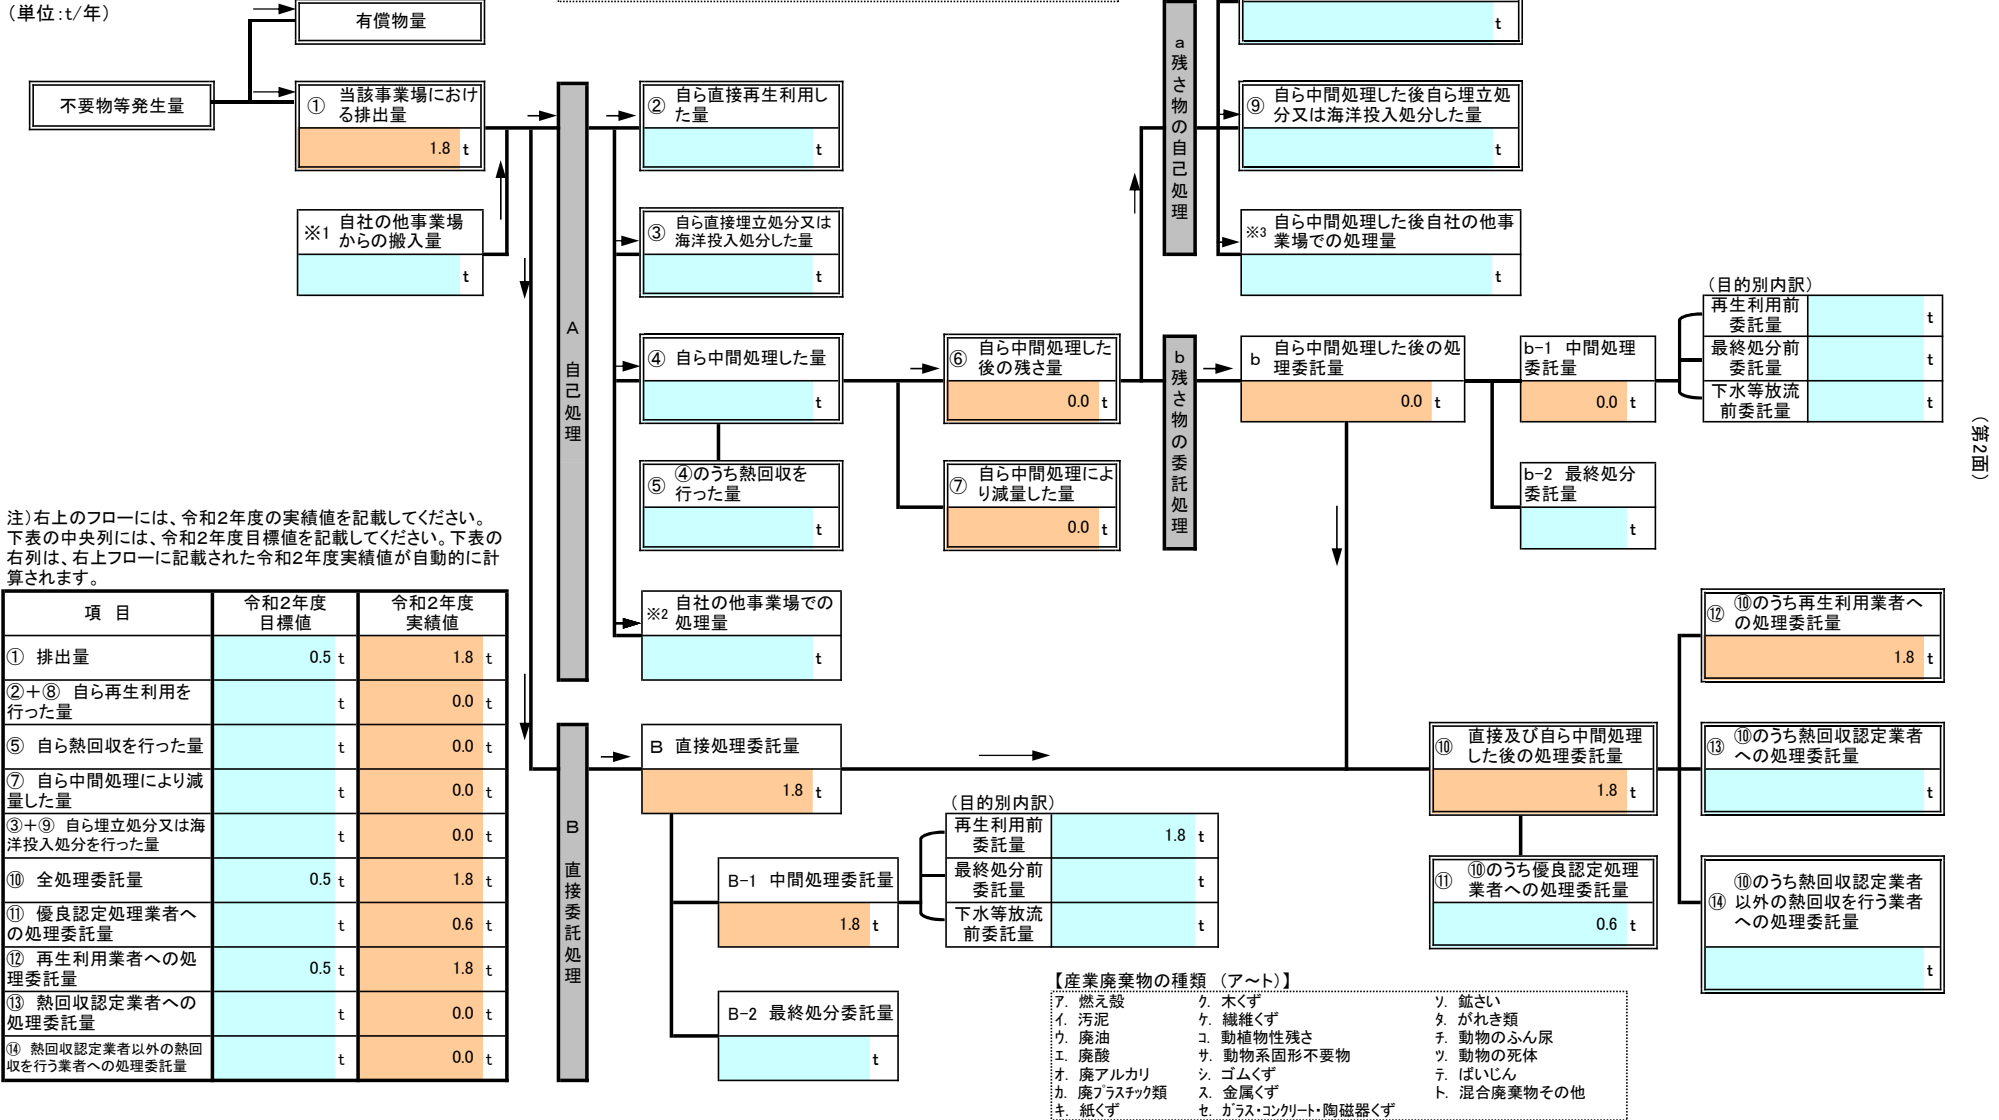 （単位:t/年）
有償物量
t
不要物等発生量
① 当該事業場におけ
る排出量
1.8 t
※1 自社の他事業場
からの搬入量
t
A 自己処理
② 自ら直接再生利用し
た量
t
③ 自ら直接埋立処分又は
海洋投入処分した量
t
④ 自ら中間処理した量
t
⑤ ④のうち熱回収を
行った量
t
※2 自社の他事業場での
処理量
t
⑥ 自ら中間処理した
後の残さ量
0.0 t
⑦ 自ら中間処理によ
り減量した量
0.0 t
a 残さ物の自己処理
⑨ 自ら中間処理した後自ら埋立処
分又は海洋投入処分した量
t
※3 自ら中間処理した後自社の他事
業場での処理量
t
b 残さ物の委託処理
b 自ら中間処理した後の処
理委託量
0.0 t
b-1 中間処理
委託量
0.0 t
b-2 最終処分
委託量
t
（目的別内訳）
再生利用前
委託量
t
最終処分前
委託量
t
下水等放流
前委託量
t
（第2面）
注）右上のフローには、令和2年度の実績値を記載してください。
下表の中央列には、令和2年度目標値を記載してください。下表の
右列は、右上フローに記載された令和2年度実績値が自動的に計
算されます。
項 目 令和2年度 目標値 令和2年度 実績値
① 排出量 0.5 t 1.8 t
②＋⑧ 自ら再生利用を
行った量 t 0.0 t
⑤ 自ら熱回収を行った量 t 0.0 t
⑦ 自ら中間処理により減
量した量 t 0.0 t
③＋⑨ 自ら埋立処分又は海
洋投入処分を行った量 t 0.0 t
⑩ 全処理委託量 0.5 t 1.8 t
⑪ 優良認定処理業者へ
の処理委託量 t 0.6 t
⑫ 再生利用業者への処
理委託量 0.5 t 1.8 t
⑬ 熱回収認定業者への
処理委託量 t 0.0 t
⑭ 熱回収認定業者以外の熱回
収を行う業者への処理委託量 t 0.0 t
B 直接委託処理
B 直接処理委託量
1.8 t
B-1 中間処理委託量
1.8 t
B-2 最終処分委託量
t
（目的別内訳）
再生利用前
委託量
1.8 t
最終処分前
委託量
t
下水等放流
前委託量
t
⑩ 直接及び自ら中間処理
した後の処理委託量
1.8 t
⑪ ⑩のうち優良認定処理
業者への処理委託量
0.6 t
⑫ ⑩のうち再生利用業者へ
の処理委託量
1.8 t
⑬ ⑩のうち熱回収認定業者
への処理委託量
t
⑭ ⑩のうち熱回収認定業者
以外の熱回収を行う業者
への処理委託量
t
【産業廃棄物の種類 （ア～ト）】
ア. 燃え殻 ク. 木くず ソ. 鉱さい
イ. 汚泥 ケ. 繊維くず タ. がれき類
ウ. 廃油 コ. 動植物性残さ チ. 動物のふん尿
エ. 廃酸 サ. 動物系固形不要物 ツ. 動物の死体
オ. 廃アルカリ シ. ゴムくず テ. ばいじん
カ. 廃プラスチック類 ス. 金属くず ト. 混合廃棄物その他
キ. 紙くず セ. ガラス・コンクリート・陶磁器くず